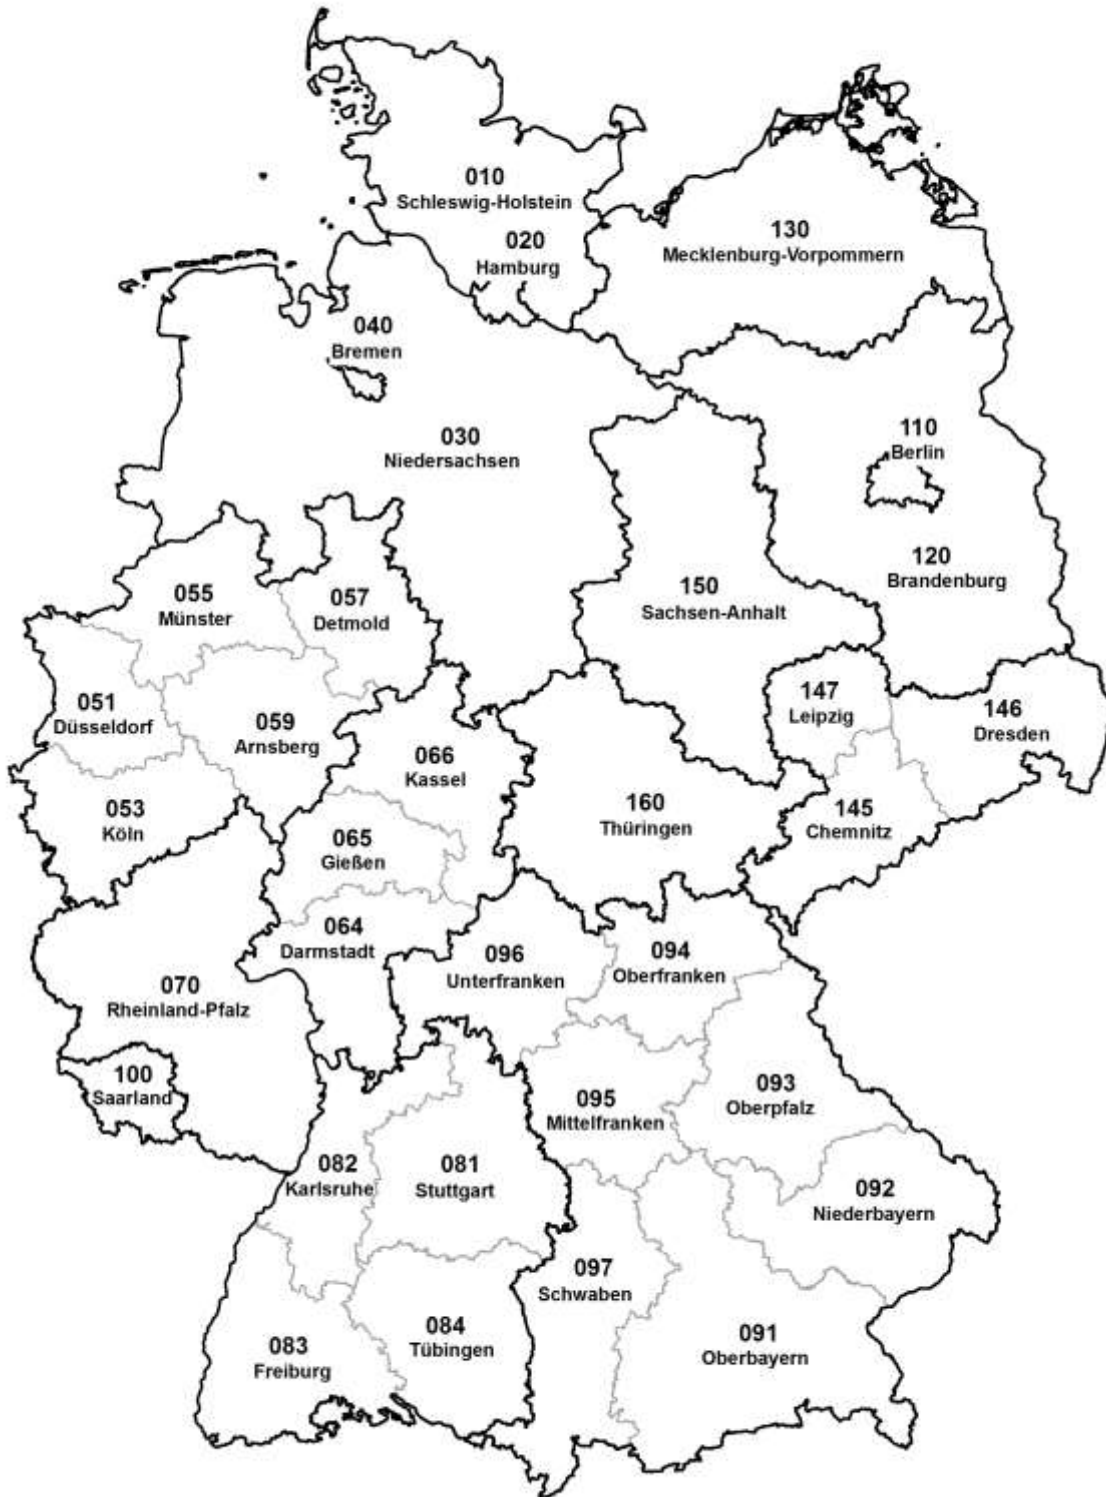 010
Schleswig-Holstein
020
Hamburg
130
Mecklenburg-Vorpommern
040
Bremen
030
Niedersachsen
110
Berlin
120
Brandenburg
150
Sachsen-Anhalt
055
Münster
057
Detmold
051
Düsseldorf
059
Arnsberg
147
Leipzig
146
Dresden
066
Kassel
053
Köln
160
Thüringen
145
Chemnitz
065
Gießen
064
Darmstadt
096
Unterfranken
094
Oberfranken
070
Rheinland-Pfalz
100
Saarland
095
Mittelfranken
093
Oberpfalz
082
Karlsruhe
081
Stuttgart
092
Niederbayern
097
Schwaben
083
Freiburg
084
Tübingen
091
Oberbayern